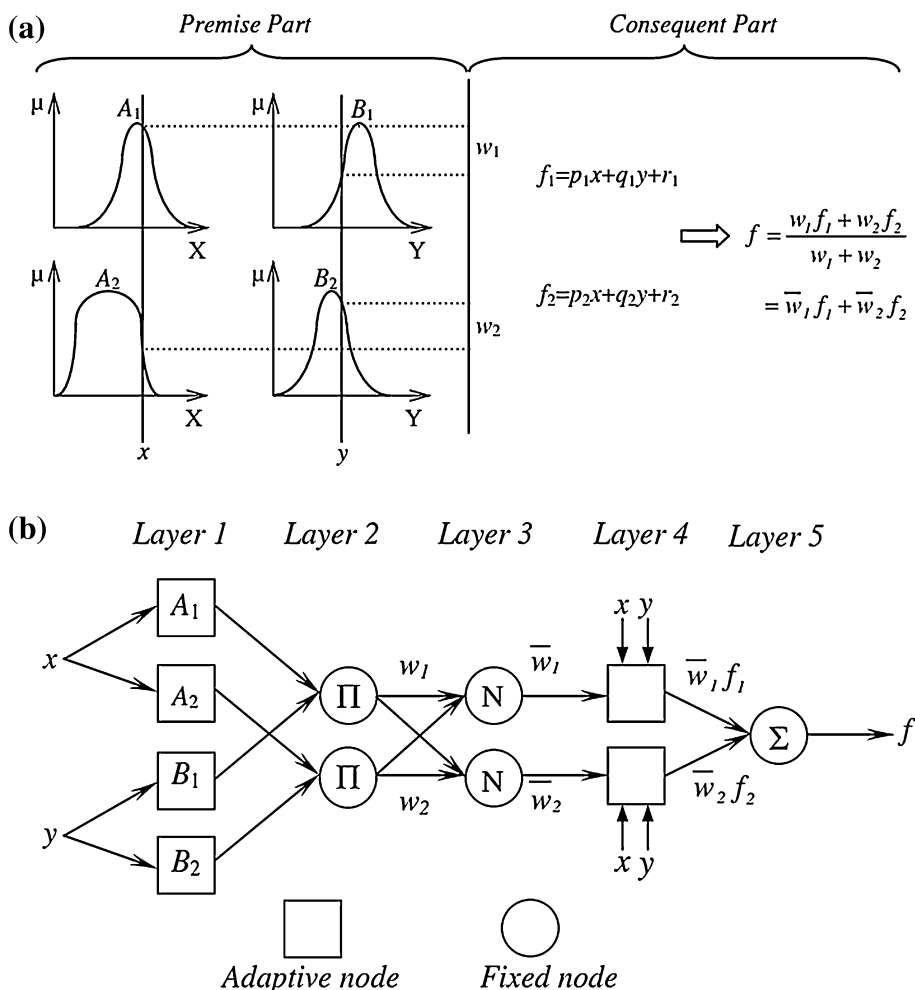 (a) Premise Part Consequent Part
μ A₁ μ B₁
w₁
f₁=p₁x+q₁y+r₁
X Y
f = (w₁f₁ + w₂f₂) / (w₁ + w₂)
μ A₂ μ B₂
f₂=p₂x+q₂y+r₂
= w̅₁f₁ + w̅₂f₂
w₂
X Y
x y
(b) Layer 1 Layer 2 Layer 3 Layer 4 Layer 5
A₁ x y
x w₁ w̅₁ w̅₁f₁
A₂ Π N
f
Σ
B₁ Π N
y w₂ w̅₂ w̅₂f₂
B₂ x y
Adaptive node Fixed node